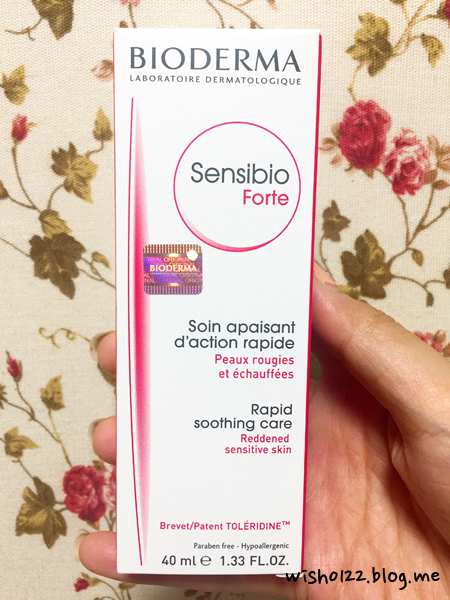 BIODERMA
LABORATOIRE DERMATOLOGIQUE
Sensibio
Forte
ORIGINAL
BIODERMA
Soin apaisant
d'action rapide
Peaux rougies
et échauffées
Rapid
soothing care
Reddened
sensitive skin
Brevet/Patent TOLÉRIDINE™
Paraben free - Hypoallergenic
40 ml e 1.33 FL.OZ.
wish0122.blog.me